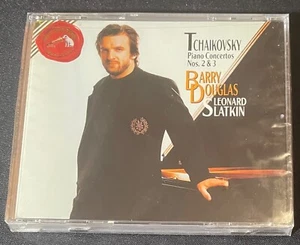 TCHAIKOVSKY
Piano Concertos
Nos. 2 & 3
BARRY
DOUGLAS
LEONARD
SLATKIN